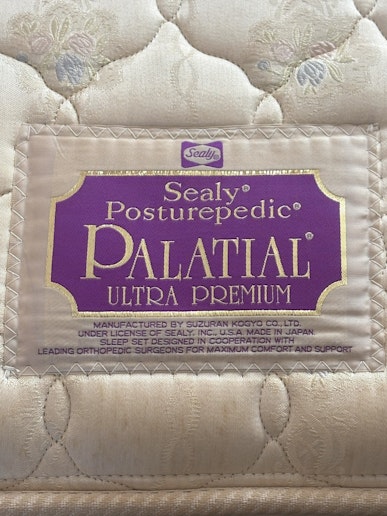 Sealy®
Sealy®
Posturepedic®
PALATIAL®
ULTRA PREMIUM
MANUFACTURED BY SUZURAN KOGYO CO., LTD.
UNDER LICENSE OF SEALY, INC., U.S.A. MADE IN JAPAN.
SLEEP SET DESIGNED IN COOPERATION WITH
LEADING ORTHOPEDIC SURGEONS FOR MAXIMUM COMFORT AND SUPPORT